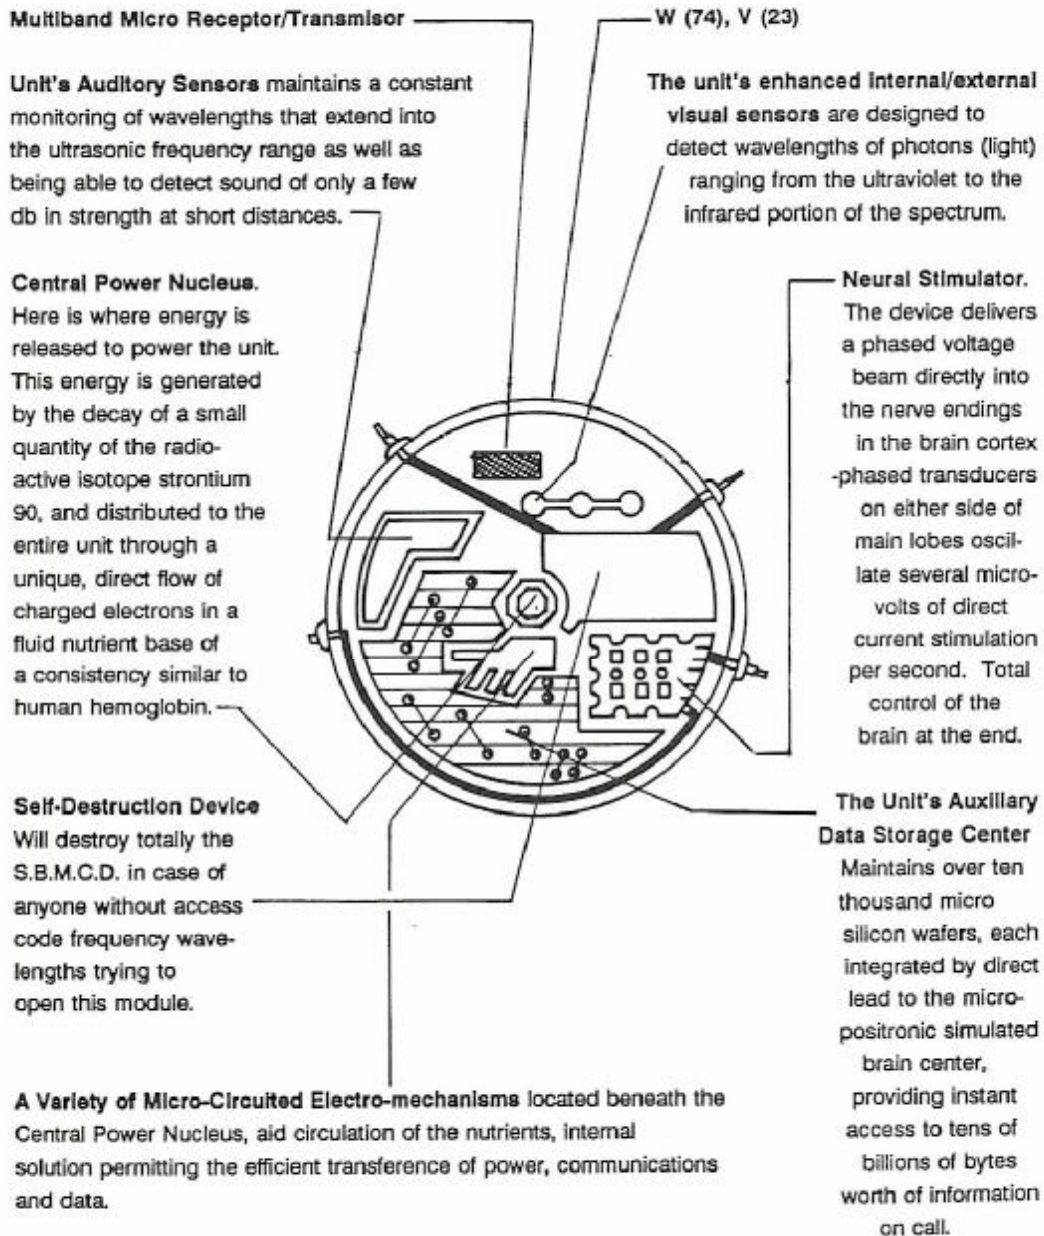 Multiband Micro Receptor/Transmisor
W (74), V (23)
Unit's Auditory Sensors maintains a constant
monitoring of wavelengths that extend into
the ultrasonic frequency range as well as
being able to detect sound of only a few
db in strength at short distances.
The unit's enhanced internal/external
visual sensors are designed to
detect wavelengths of photons (light)
ranging from the ultraviolet to the
infrared portion of the spectrum.
Central Power Nucleus.
Here is where energy is
released to power the unit.
This energy is generated
by the decay of a small
quantity of the radio-
active isotope strontium
90, and distributed to the
entire unit through a
unique, direct flow of
charged electrons in a
fluid nutrient base of
a consistency similar to
human hemoglobin.
Neural Stimulator.
The device delivers
a phased voltage
beam directly into
the nerve endings
in the brain cortex
-phased transducers
on either side of
main lobes oscil-
late several micro-
volts of direct
current stimulation
per second. Total
control of the
brain at the end.
Self-Destruction Device
Will destroy totally the
S.B.M.C.D. in case of
anyone without access
code frequency wave-
lengths trying to
open this module.
The Unit's Auxiliary
Data Storage Center
Maintains over ten
thousand micro
silicon wafers, each
integrated by direct
lead to the micro-
positronic simulated
brain center,
providing instant
access to tens of
billions of bytes
worth of information
on call.
A Variety of Micro-Circuited Electro-mechanisms located beneath the
Central Power Nucleus, aid circulation of the nutrients, internal
solution permitting the efficient transference of power, communications
and data.